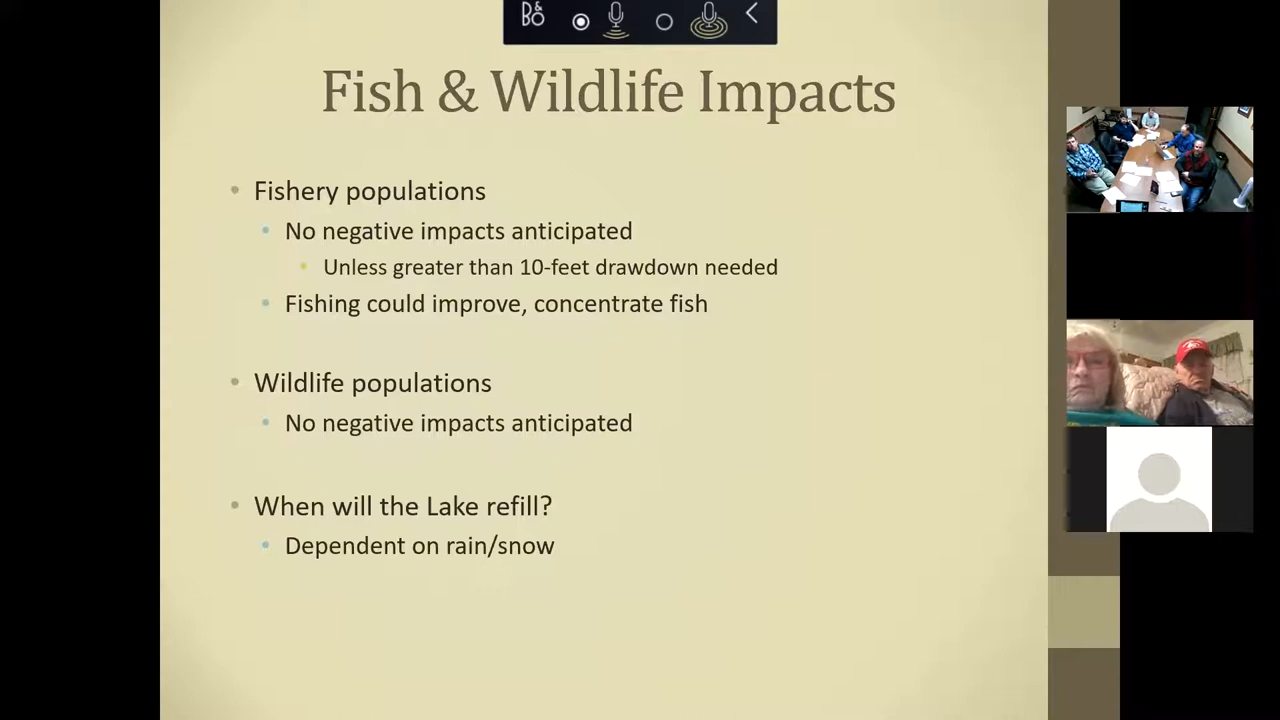 B&O
Fish & Wildlife Impacts
Fishery populations
No negative impacts anticipated
Unless greater than 10-feet drawdown needed
Fishing could improve, concentrate fish
Wildlife populations
No negative impacts anticipated
When will the Lake refill?
Dependent on rain/snow